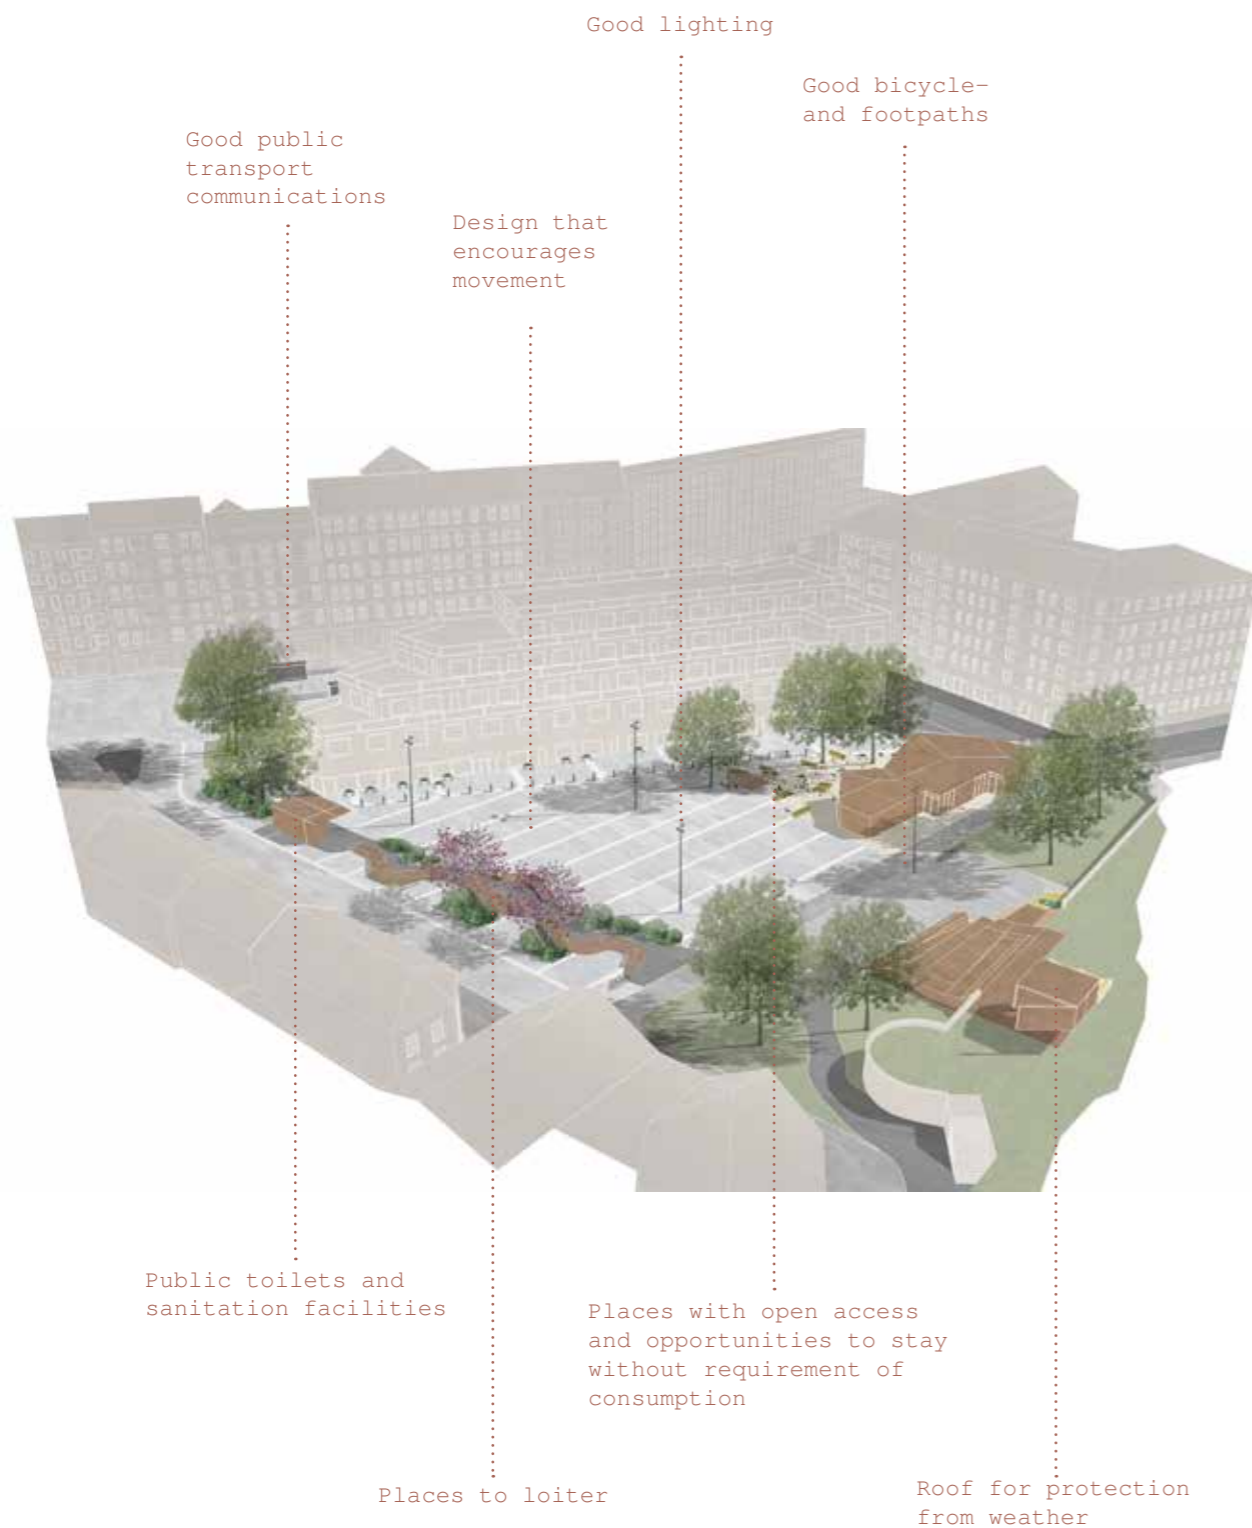 Good lighting
Good bicycle-
and footpaths
Good public
transport
communications
Design that
encourages
movement
Public toilets and
sanitation facilities
Places with open access
and opportunities to stay
without requirement of
consumption
Places to loiter
Roof for protection
from weather